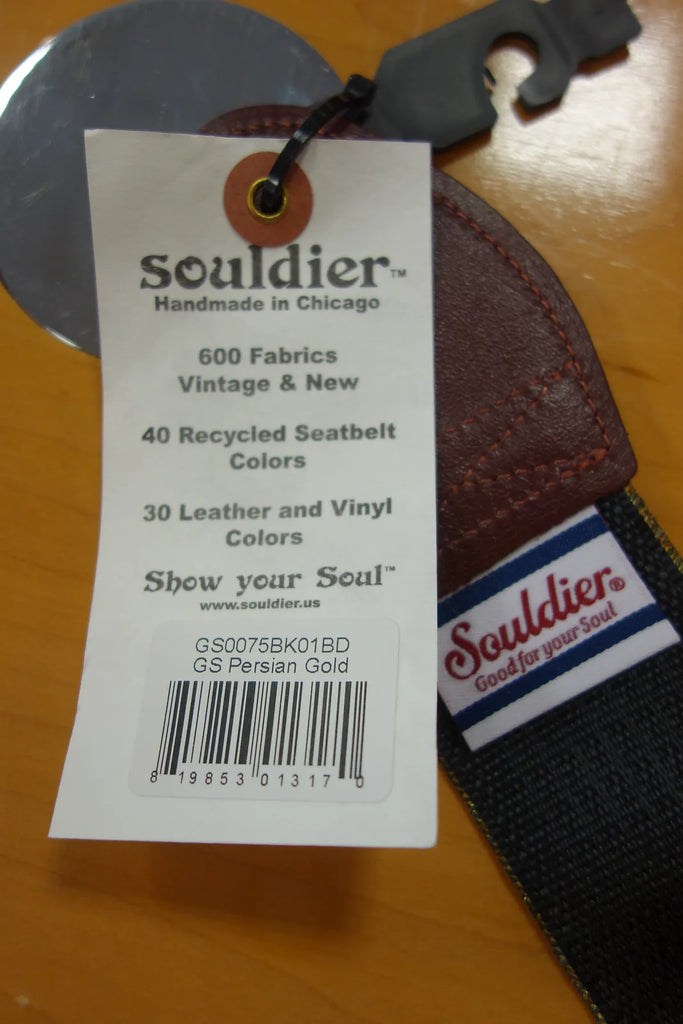 souldier™
Handmade in Chicago
600 Fabrics
Vintage & New
40 Recycled Seatbelt
Colors
30 Leather and Vinyl
Colors
Show your Soul™
www.souldier.us
GS0075BK01BD
GS Persian Gold
8 19853 01317 0
Souldier®
Good for your Soul